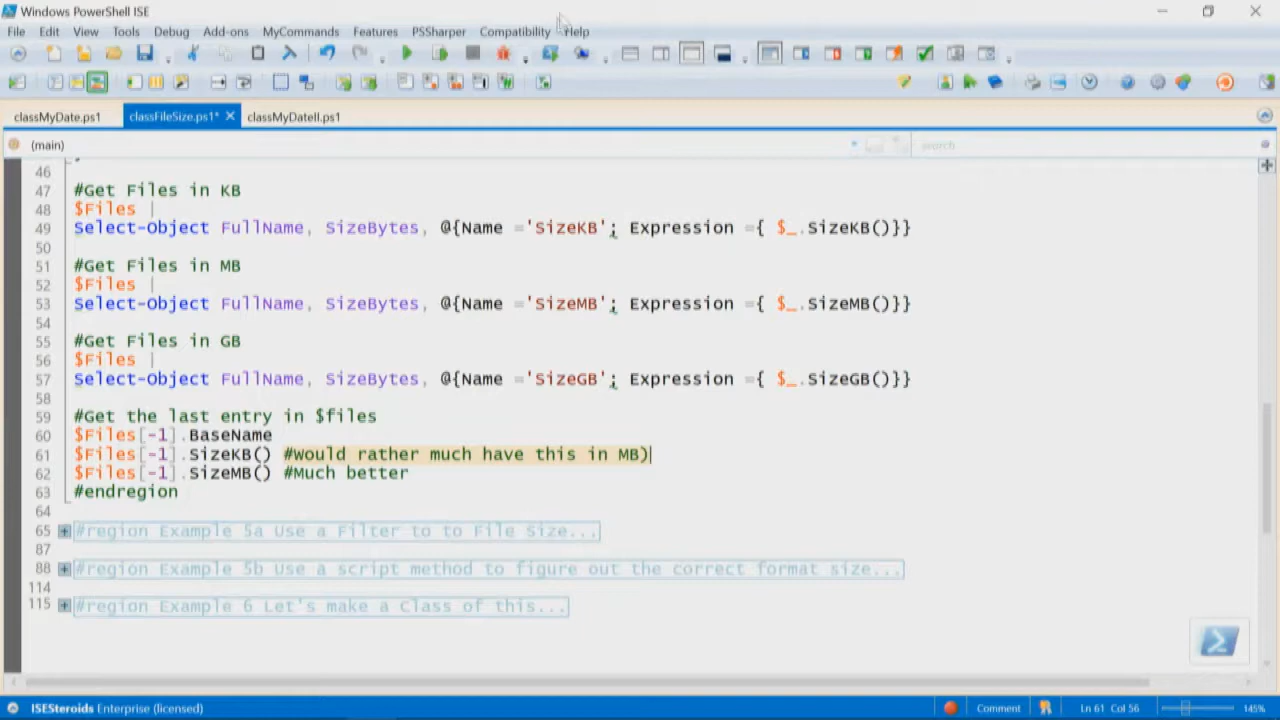 Windows PowerShell ISE
File Edit View Tools Debug Add-ons MyCommands Features PSSharper Compatibility Help
classMyDate.ps1 classFileSize.ps1* classMyDateII.ps1
(main) search
46 }
47 #Get Files in KB
48 $Files |
49 Select-Object FullName, SizeBytes, @{Name ='SizeKB'; Expression ={ $_.SizeKB()}}
50
51 #Get Files in MB
52 $Files |
53 Select-Object FullName, SizeBytes, @{Name ='SizeMB'; Expression ={ $_.SizeMB()}}
54
55 #Get Files in GB
56 $Files |
57 Select-Object FullName, SizeBytes, @{Name ='SizeGB'; Expression ={ $_.SizeGB()}}
58
59 #Get the last entry in $files
60 $Files[-1].BaseName
61 $Files[-1].SizeKB() #Would rather much have this in MB)
62 $Files[-1].SizeMB() #Much better
63 #endregion
64
65 #region Example 5a Use a Filter to to File Size...
87
88 #region Example 5b Use a script method to figure out the correct format size...
114
115 #region Example 6 Let's make a Class of this...
ISESteroids Enterprise (licensed) Comment Ln 61 Col 56 145%